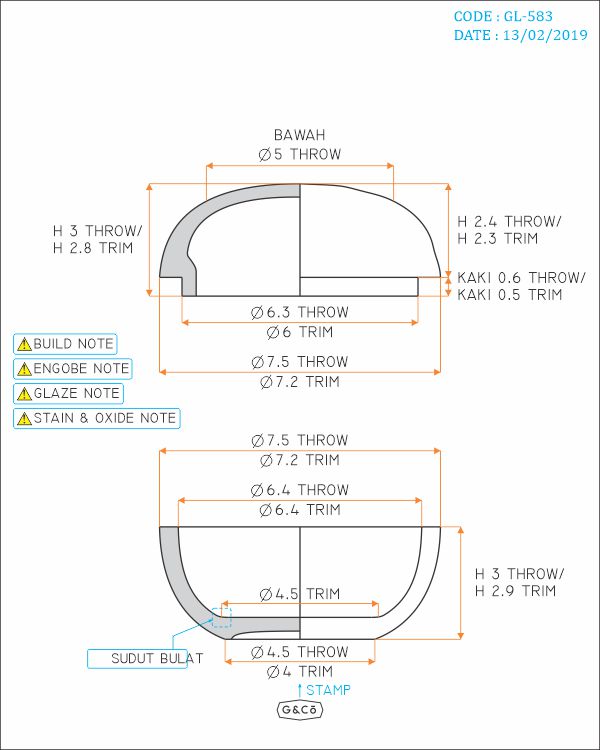 CODE : GL-583
DATE : 13/02/2019
BAWAH
Ø5 THROW
H 3 THROW/
H 2.8 TRIM
H 2.4 THROW/
H 2.3 TRIM
KAKI 0.6 THROW/
KAKI 0.5 TRIM
Ø6.3 THROW
Ø6 TRIM
Ø7.5 THROW
Ø7.2 TRIM
BUILD NOTE
ENGOBE NOTE
GLAZE NOTE
STAIN & OXIDE NOTE
Ø7.5 THROW
Ø7.2 TRIM
Ø6.4 THROW
Ø6.4 TRIM
Ø4.5 TRIM
H 3 THROW/
H 2.9 TRIM
SUDUT BULAT
Ø4.5 THROW
Ø4 TRIM
STAMP
G&Cō